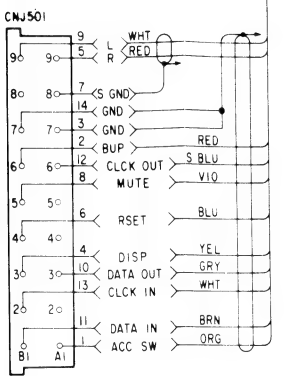 CNJ501
9 L WHT
5 R RED
9 9
8 8 7 S GND
14 GND
7 7 3 GND
2 BUP RED
6 6 12 CLCK OUT S BLU
8 MUTE VIO
5 5
6 RSET BLU
4 4
4 DISP YEL
3 3 10 DATA OUT GRY
13 CLCK IN WHT
2 2
11 DATA IN BRN
1 ACC SW ORG
B1 A1